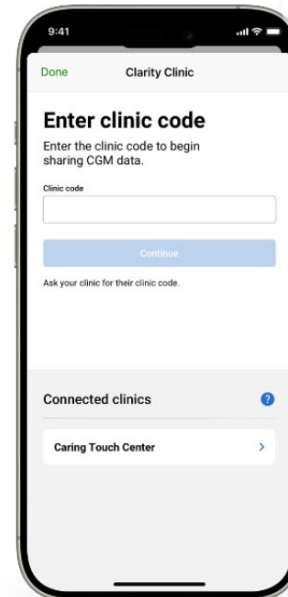 9:41
Done Clarity Clinic
Enter clinic code
Enter the clinic code to begin
sharing CGM data.
Clinic code
Continue
Ask your clinic for their clinic code.
Connected clinics ?
Caring Touch Center